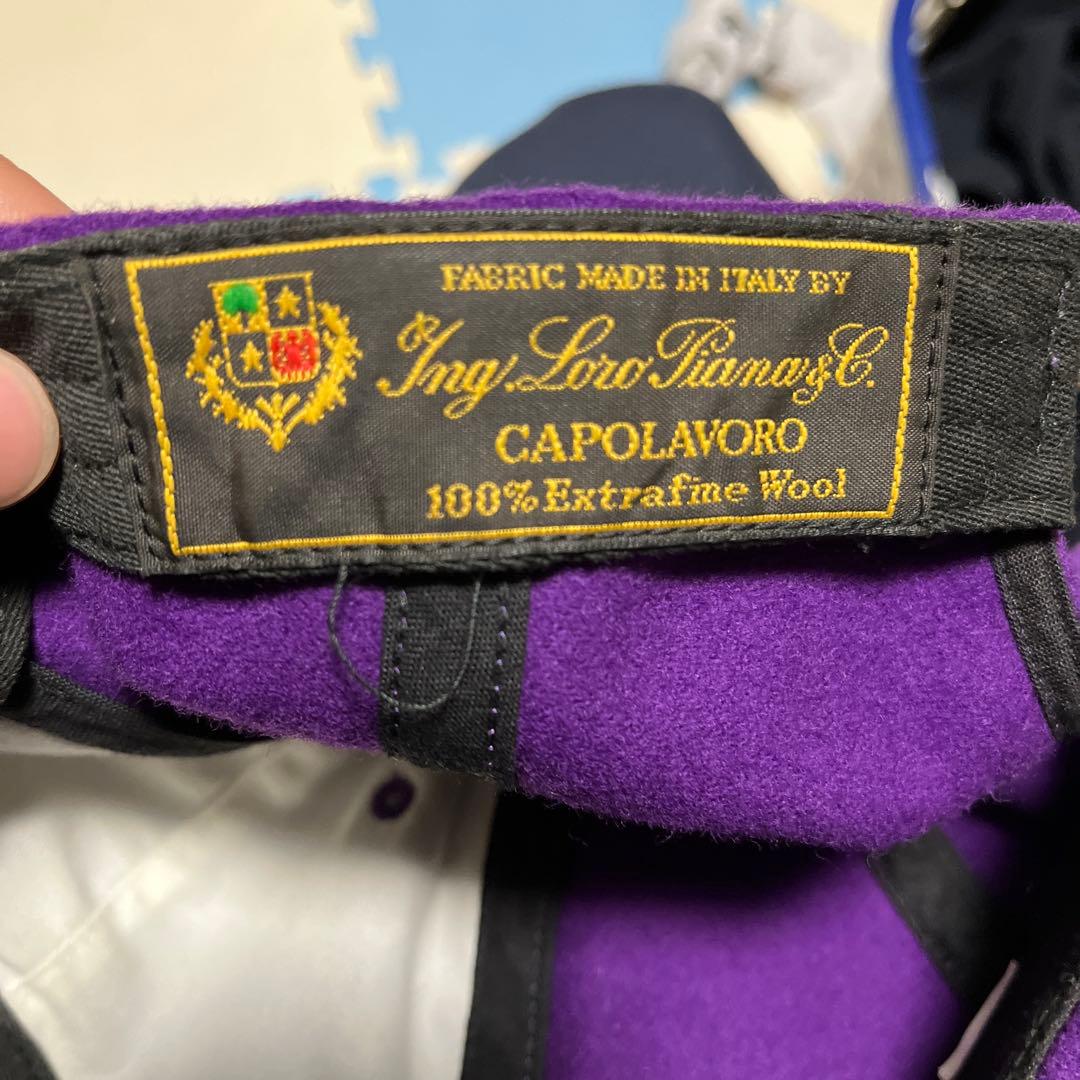 FABRIC MADE IN ITALY BY
Ing. Loro Piana & C.
CAPOLAVORO
100% Extrafine Wool